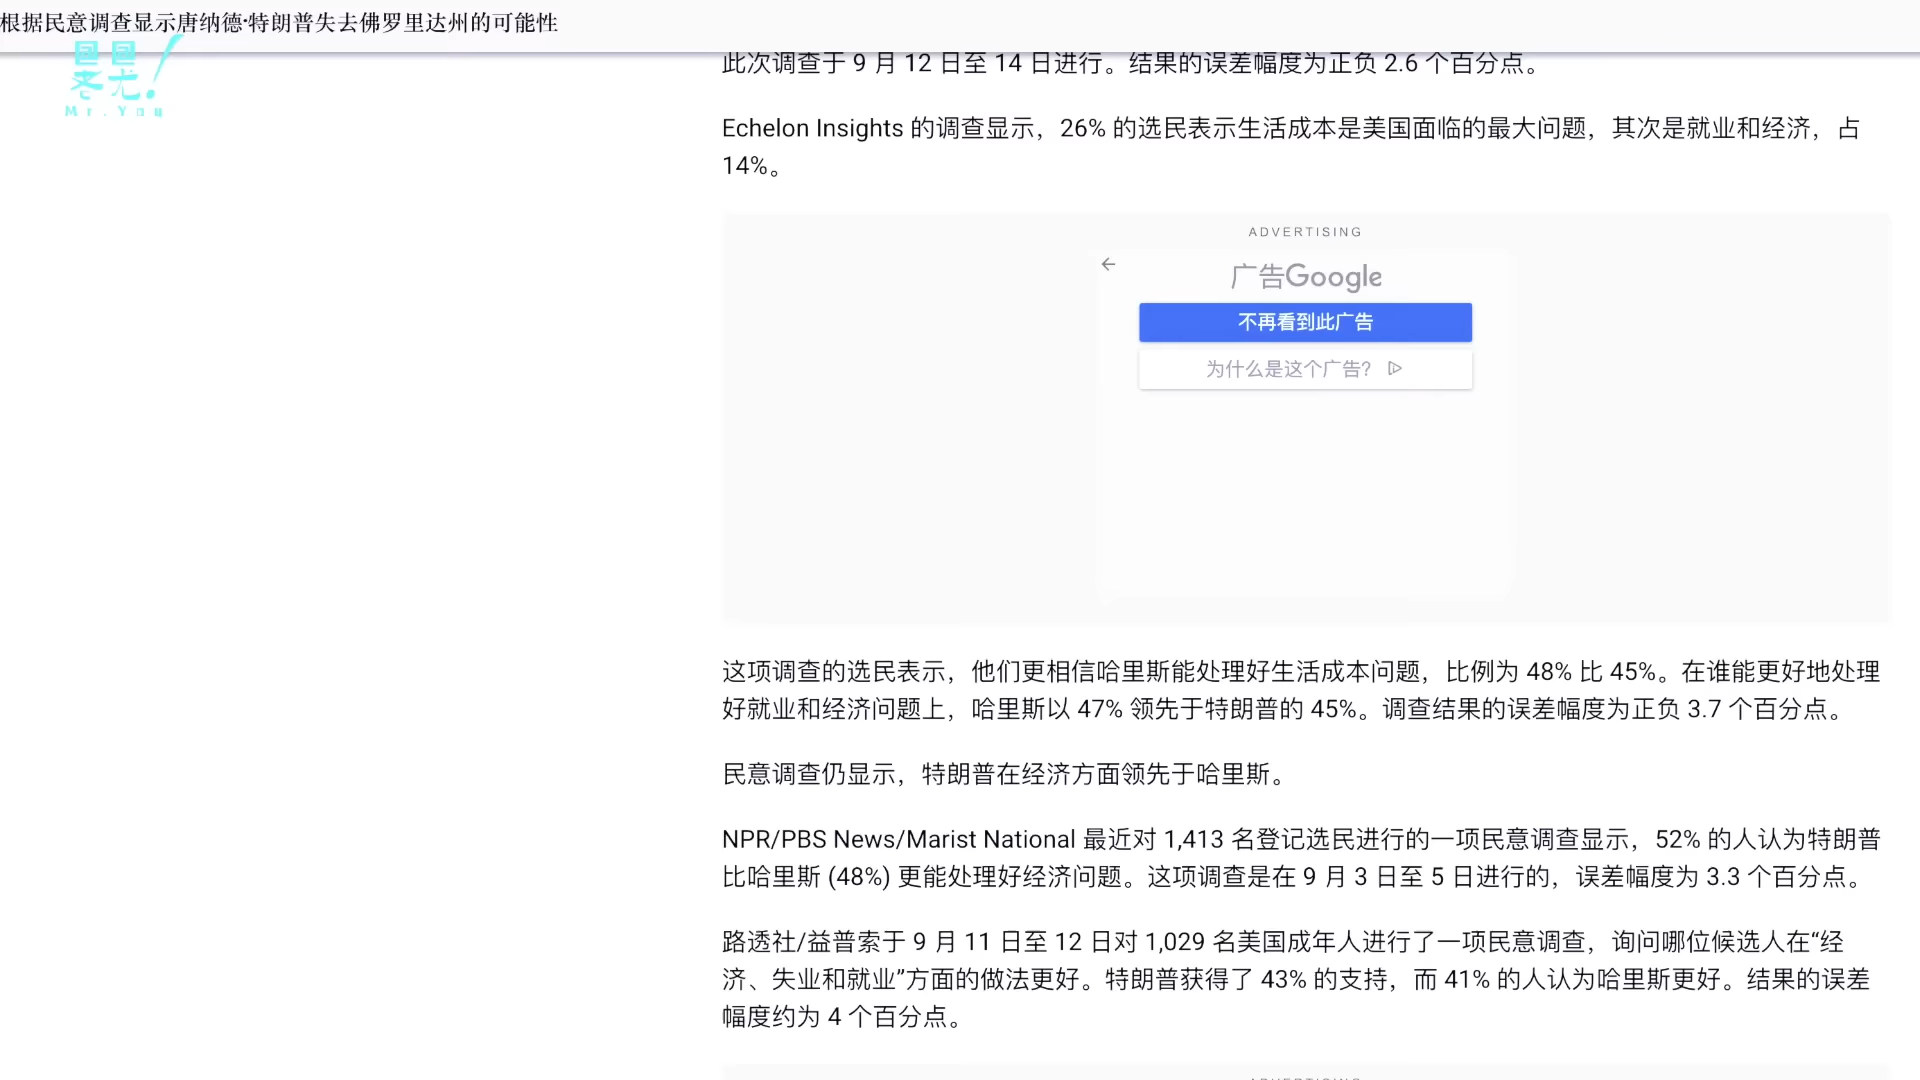 根据民意调查显示唐纳德·特朗普失去佛罗里达州的可能性
Mr.You
此次调查于 9 月 12 日至 14 日进行。结果的误差幅度为正负 2.6 个百分点。
Echelon Insights 的调查显示，26% 的选民表示生活成本是美国面临的最大问题，其次是就业和经济，占
14%。
ADVERTISING
广告Google
不再看到此广告
为什么是这个广告?
这项调查的选民表示，他们更相信哈里斯能处理好生活成本问题，比例为 48% 比 45%。在谁能更好地处理
好就业和经济问题上，哈里斯以 47% 领先于特朗普的 45%。调查结果的误差幅度为正负 3.7 个百分点。
民意调查仍显示，特朗普在经济方面领先于哈里斯。
NPR/PBS News/Marist National 最近对 1,413 名登记选民进行的一项民意调查显示，52% 的人认为特朗普
比哈里斯 (48%) 更能处理好经济问题。这项调查是在 9 月 3 日至 5 日进行的，误差幅度为 3.3 个百分点。
路透社/益普索于 9 月 11 日至 12 日对 1,029 名美国成年人进行了一项民意调查，询问哪位候选人在“经
济、失业和就业”方面的做法更好。特朗普获得了 43% 的支持，而 41% 的人认为哈里斯更好。结果的误差
幅度约为 4 个百分点。